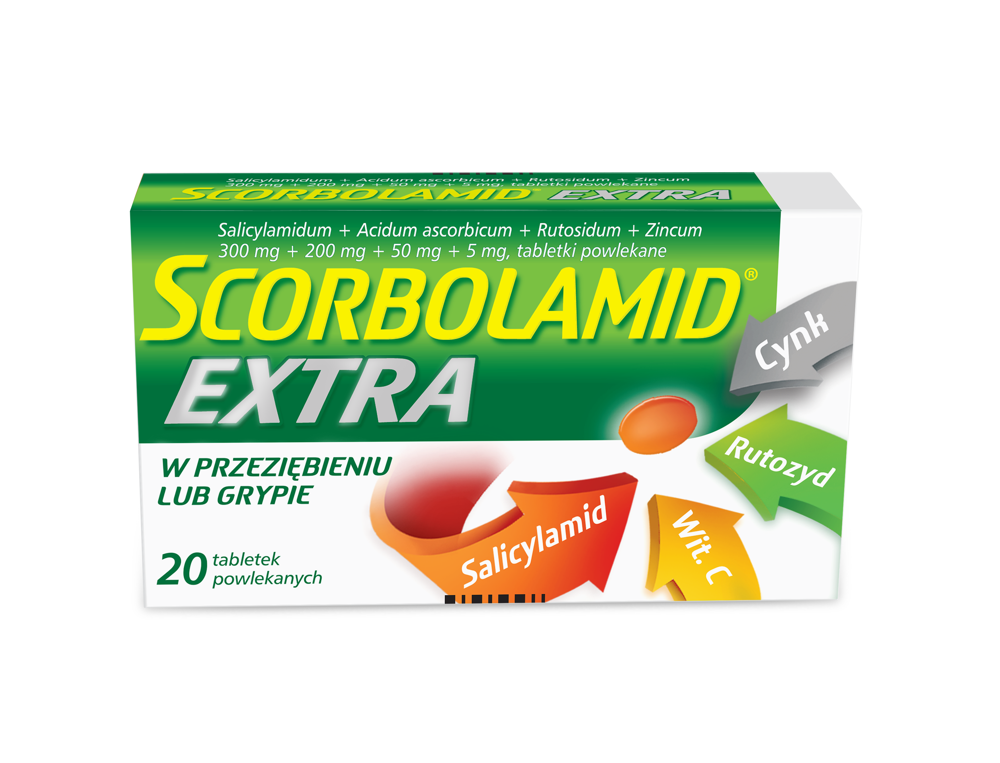 Salicylamidum + Acidum ascorbicum + Rutosidum + Zincum
300 mg + 200 mg + 50 mg + 5 mg, tabletki powlekane
SCORBOLAMID® EXTRA
Salicylamidum + Acidum ascorbicum + Rutosidum + Zincum
300 mg + 200 mg + 50 mg + 5 mg, tabletki powlekane
SCORBOLAMID®
EXTRA
Cynk
Rutozyd
W PRZEZIĘBIENIU
LUB GRYPIE
Salicylamid
Wit. C
20 tabletek
powlekanych